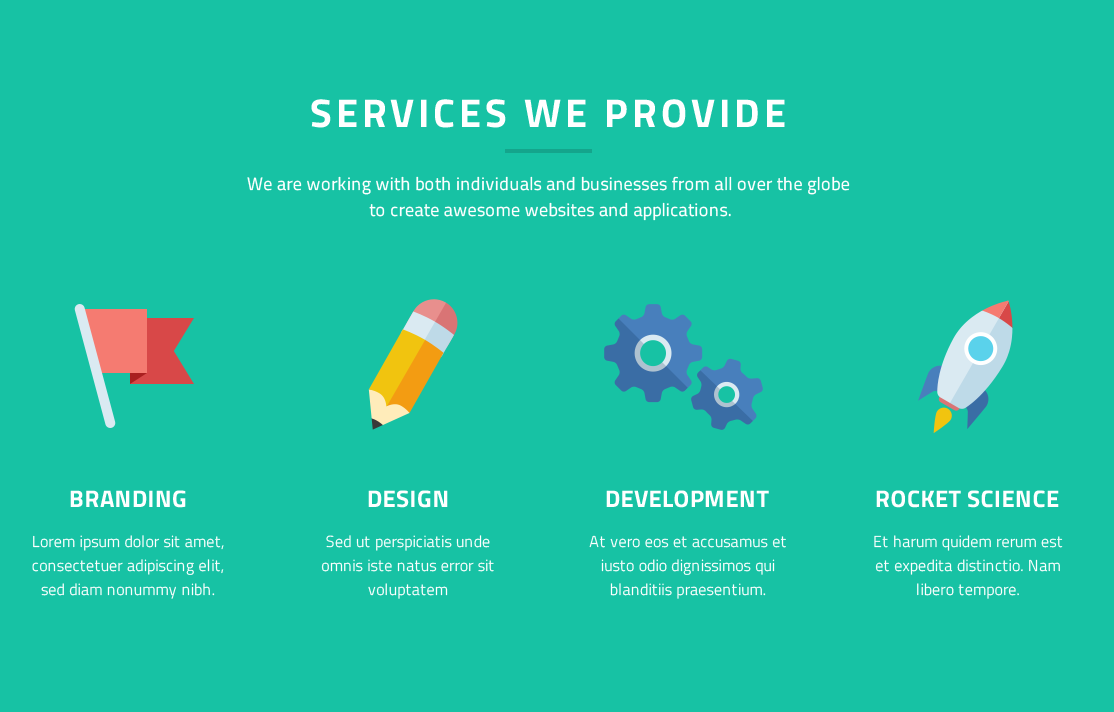 SERVICES WE PROVIDE
We are working with both individuals and businesses from all over the globe
to create awesome websites and applications.
BRANDING
Lorem ipsum dolor sit amet,
consectetuer adipiscing elit,
sed diam nonummy nibh.
DESIGN
Sed ut perspiciatis unde
omnis iste natus error sit
voluptatem
DEVELOPMENT
At vero eos et accusamus et
iusto odio dignissimos qui
blanditiis praesentium.
ROCKET SCIENCE
Et harum quidem rerum est
et expedita distinctio. Nam
libero tempore.